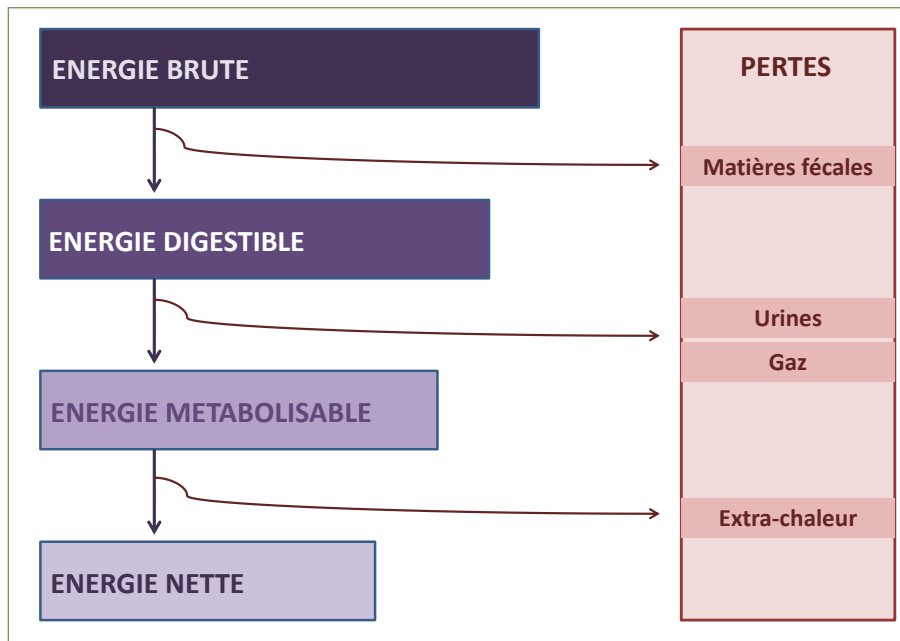 ENERGIE BRUTE
PERTES
Matières fécales
ENERGIE DIGESTIBLE
Urines
Gaz
ENERGIE METABOLISABLE
Extra-chaleur
ENERGIE NETTE